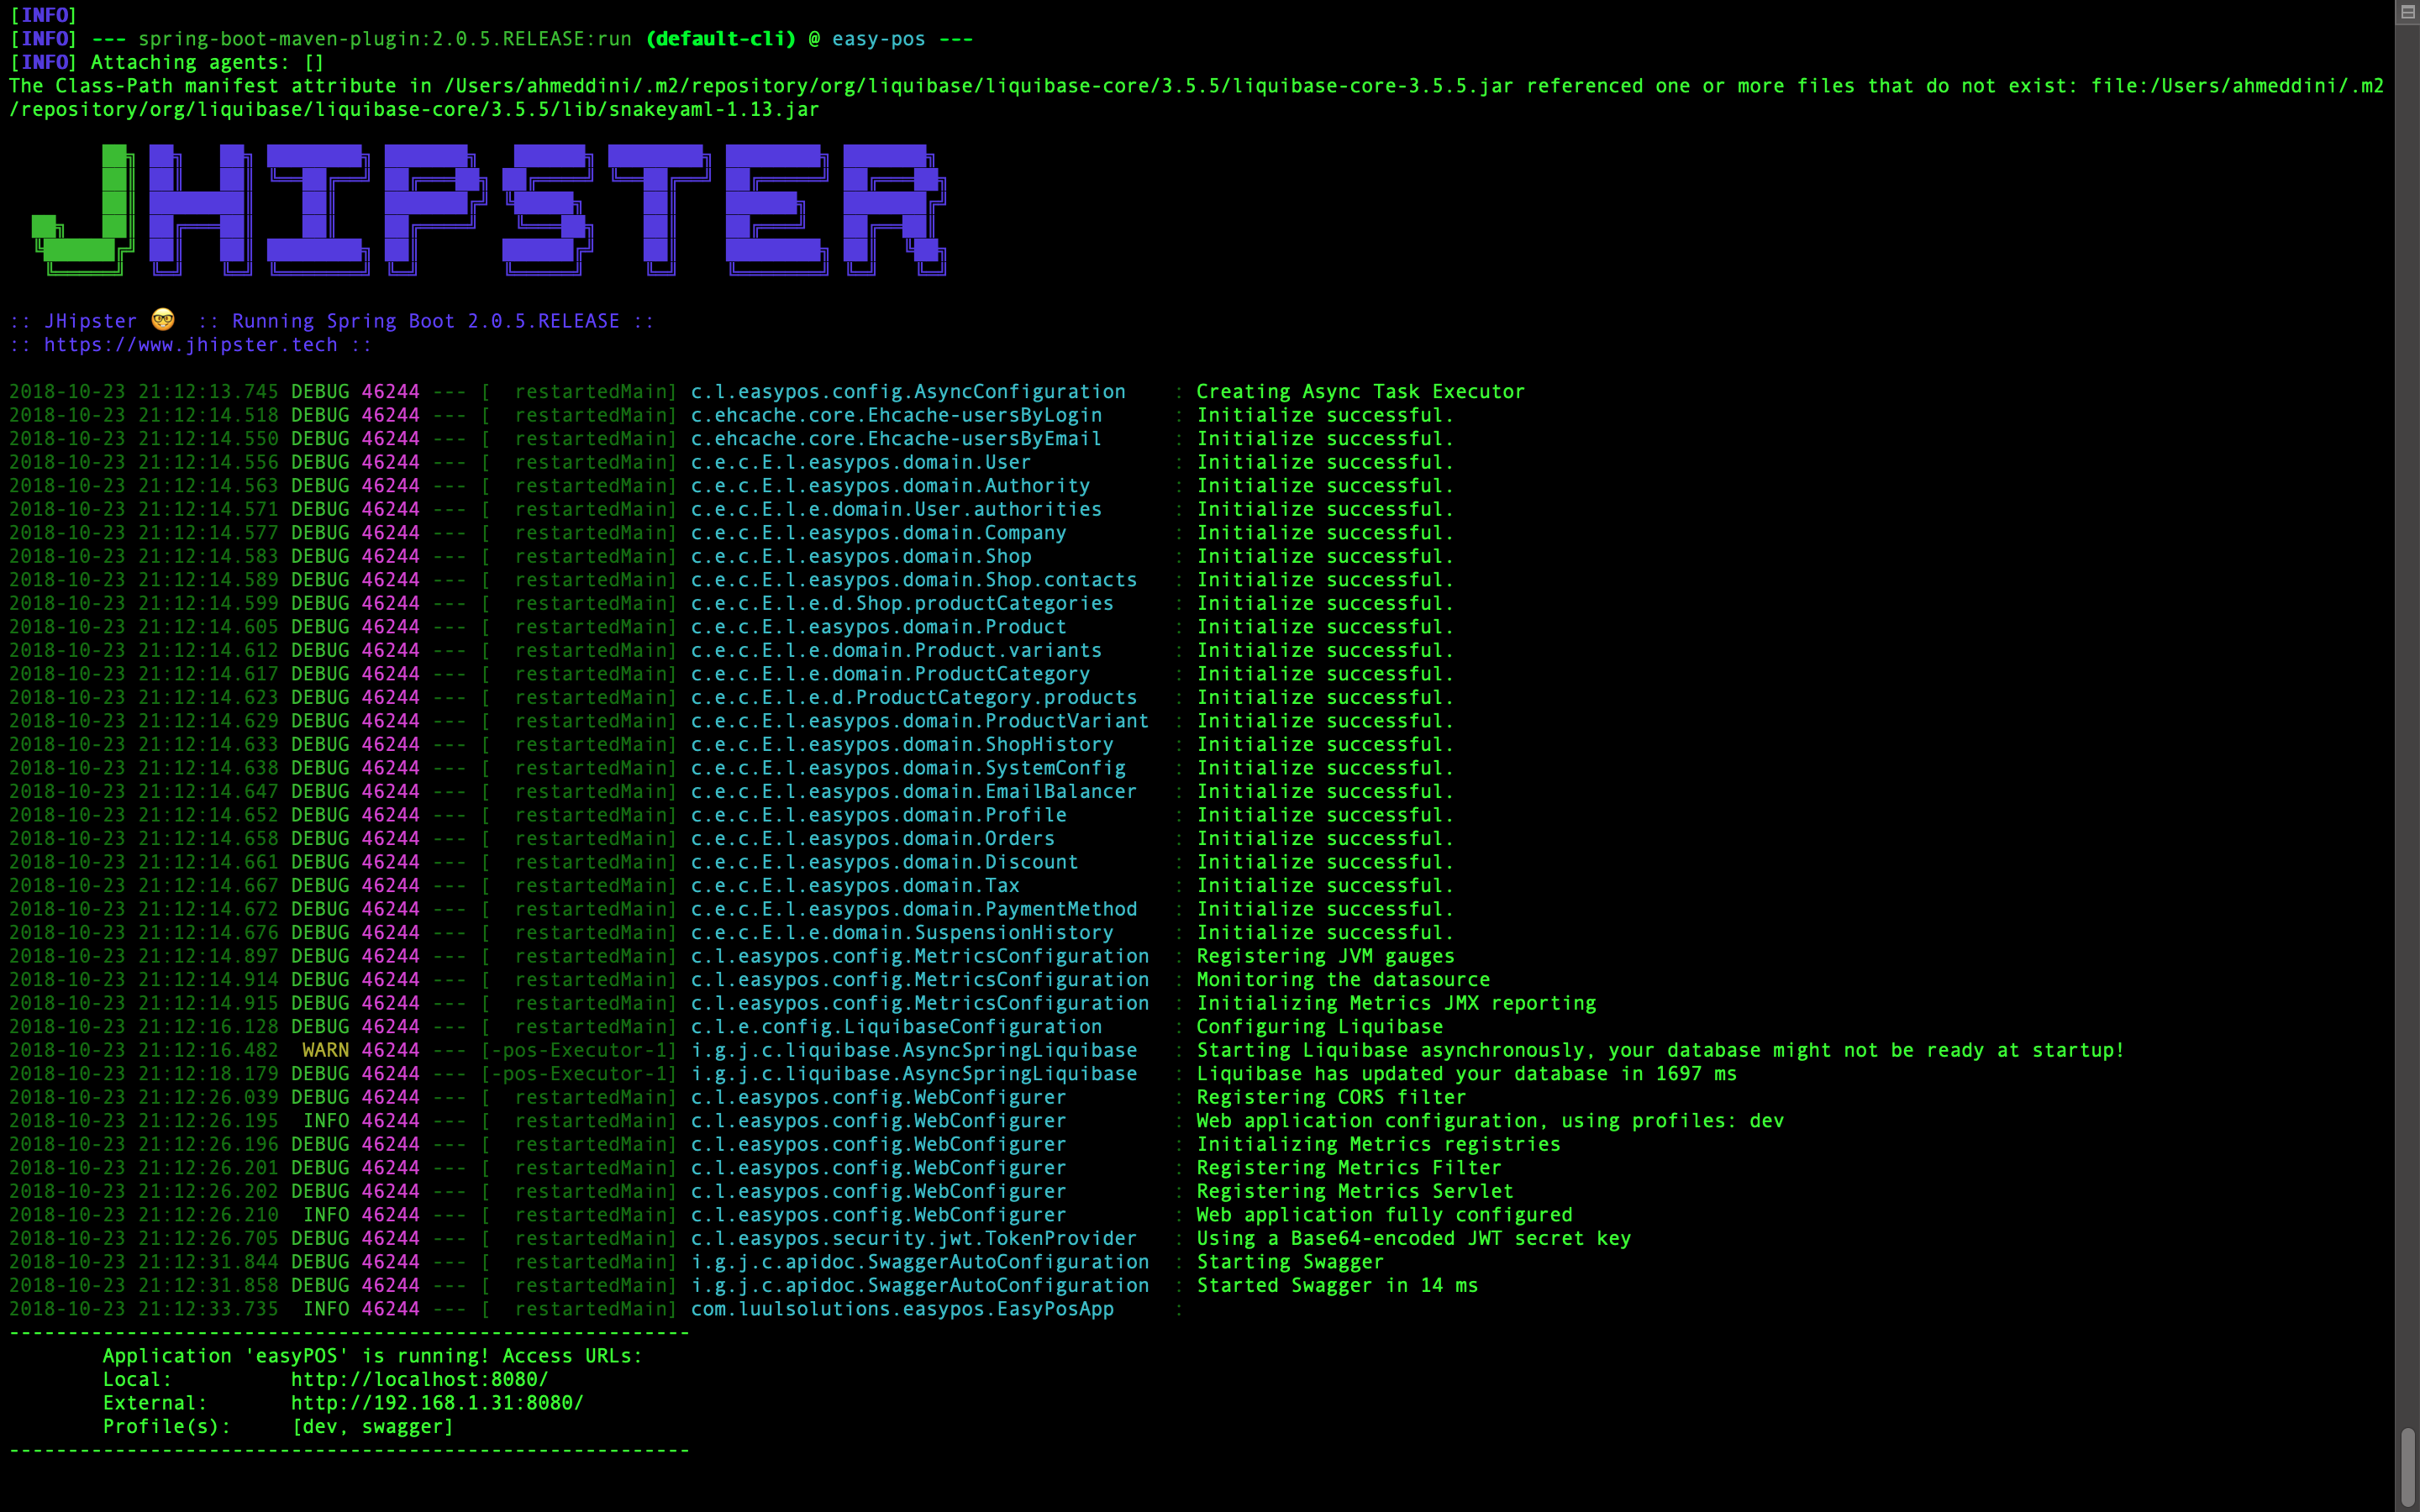 [INFO]
[INFO] --- spring-boot-maven-plugin:2.0.5.RELEASE:run (default-cli) @ easy-pos ---
[INFO] Attaching agents: []
The Class-Path manifest attribute in /Users/ahmeddini/.m2/repository/org/liquibase/liquibase-core/3.5.5/liquibase-core-3.5.5.jar referenced one or more files that do not exist: file:/Users/ahmeddini/.m2
/repository/org/liquibase/liquibase-core/3.5.5/lib/snakeyaml-1.13.jar
JHIPSTER
:: JHipster 🤓  :: Running Spring Boot 2.0.5.RELEASE ::
:: https://www.jhipster.tech ::
2018-10-23 21:12:13.745 DEBUG 46244 --- [  restartedMain] c.l.easypos.config.AsyncConfiguration    : Creating Async Task Executor
2018-10-23 21:12:14.518 DEBUG 46244 --- [  restartedMain] c.ehcache.core.Ehcache-usersByLogin      : Initialize successful.
2018-10-23 21:12:14.550 DEBUG 46244 --- [  restartedMain] c.ehcache.core.Ehcache-usersByEmail      : Initialize successful.
2018-10-23 21:12:14.556 DEBUG 46244 --- [  restartedMain] c.e.c.E.l.easypos.domain.User            : Initialize successful.
2018-10-23 21:12:14.563 DEBUG 46244 --- [  restartedMain] c.e.c.E.l.easypos.domain.Authority       : Initialize successful.
2018-10-23 21:12:14.571 DEBUG 46244 --- [  restartedMain] c.e.c.E.l.e.domain.User.authorities      : Initialize successful.
2018-10-23 21:12:14.577 DEBUG 46244 --- [  restartedMain] c.e.c.E.l.easypos.domain.Company         : Initialize successful.
2018-10-23 21:12:14.583 DEBUG 46244 --- [  restartedMain] c.e.c.E.l.easypos.domain.Shop            : Initialize successful.
2018-10-23 21:12:14.589 DEBUG 46244 --- [  restartedMain] c.e.c.E.l.easypos.domain.Shop.contacts   : Initialize successful.
2018-10-23 21:12:14.599 DEBUG 46244 --- [  restartedMain] c.e.c.E.l.e.d.Shop.productCategories     : Initialize successful.
2018-10-23 21:12:14.605 DEBUG 46244 --- [  restartedMain] c.e.c.E.l.easypos.domain.Product         : Initialize successful.
2018-10-23 21:12:14.612 DEBUG 46244 --- [  restartedMain] c.e.c.E.l.e.domain.Product.variants      : Initialize successful.
2018-10-23 21:12:14.617 DEBUG 46244 --- [  restartedMain] c.e.c.E.l.e.domain.ProductCategory       : Initialize successful.
2018-10-23 21:12:14.623 DEBUG 46244 --- [  restartedMain] c.e.c.E.l.e.d.ProductCategory.products   : Initialize successful.
2018-10-23 21:12:14.629 DEBUG 46244 --- [  restartedMain] c.e.c.E.l.easypos.domain.ProductVariant  : Initialize successful.
2018-10-23 21:12:14.633 DEBUG 46244 --- [  restartedMain] c.e.c.E.l.easypos.domain.ShopHistory     : Initialize successful.
2018-10-23 21:12:14.638 DEBUG 46244 --- [  restartedMain] c.e.c.E.l.easypos.domain.SystemConfig    : Initialize successful.
2018-10-23 21:12:14.647 DEBUG 46244 --- [  restartedMain] c.e.c.E.l.easypos.domain.EmailBalancer   : Initialize successful.
2018-10-23 21:12:14.652 DEBUG 46244 --- [  restartedMain] c.e.c.E.l.easypos.domain.Profile         : Initialize successful.
2018-10-23 21:12:14.658 DEBUG 46244 --- [  restartedMain] c.e.c.E.l.easypos.domain.Orders          : Initialize successful.
2018-10-23 21:12:14.661 DEBUG 46244 --- [  restartedMain] c.e.c.E.l.easypos.domain.Discount        : Initialize successful.
2018-10-23 21:12:14.667 DEBUG 46244 --- [  restartedMain] c.e.c.E.l.easypos.domain.Tax             : Initialize successful.
2018-10-23 21:12:14.672 DEBUG 46244 --- [  restartedMain] c.e.c.E.l.easypos.domain.PaymentMethod   : Initialize successful.
2018-10-23 21:12:14.676 DEBUG 46244 --- [  restartedMain] c.e.c.E.l.e.domain.SuspensionHistory     : Initialize successful.
2018-10-23 21:12:14.897 DEBUG 46244 --- [  restartedMain] c.l.easypos.config.MetricsConfiguration  : Registering JVM gauges
2018-10-23 21:12:14.914 DEBUG 46244 --- [  restartedMain] c.l.easypos.config.MetricsConfiguration  : Monitoring the datasource
2018-10-23 21:12:14.915 DEBUG 46244 --- [  restartedMain] c.l.easypos.config.MetricsConfiguration  : Initializing Metrics JMX reporting
2018-10-23 21:12:16.128 DEBUG 46244 --- [  restartedMain] c.l.e.config.LiquibaseConfiguration      : Configuring Liquibase
2018-10-23 21:12:16.482  WARN 46244 --- [-pos-Executor-1] i.g.j.c.liquibase.AsyncSpringLiquibase   : Starting Liquibase asynchronously, your database might not be ready at startup!
2018-10-23 21:12:18.179 DEBUG 46244 --- [-pos-Executor-1] i.g.j.c.liquibase.AsyncSpringLiquibase   : Liquibase has updated your database in 1697 ms
2018-10-23 21:12:26.039 DEBUG 46244 --- [  restartedMain] c.l.easypos.config.WebConfigurer         : Registering CORS filter
2018-10-23 21:12:26.195  INFO 46244 --- [  restartedMain] c.l.easypos.config.WebConfigurer         : Web application configuration, using profiles: dev
2018-10-23 21:12:26.196 DEBUG 46244 --- [  restartedMain] c.l.easypos.config.WebConfigurer         : Initializing Metrics registries
2018-10-23 21:12:26.201 DEBUG 46244 --- [  restartedMain] c.l.easypos.config.WebConfigurer         : Registering Metrics Filter
2018-10-23 21:12:26.202 DEBUG 46244 --- [  restartedMain] c.l.easypos.config.WebConfigurer         : Registering Metrics Servlet
2018-10-23 21:12:26.210  INFO 46244 --- [  restartedMain] c.l.easypos.config.WebConfigurer         : Web application fully configured
2018-10-23 21:12:26.705 DEBUG 46244 --- [  restartedMain] c.l.easypos.security.jwt.TokenProvider   : Using a Base64-encoded JWT secret key
2018-10-23 21:12:31.844 DEBUG 46244 --- [  restartedMain] i.g.j.c.apidoc.SwaggerAutoConfiguration  : Starting Swagger
2018-10-23 21:12:31.858 DEBUG 46244 --- [  restartedMain] i.g.j.c.apidoc.SwaggerAutoConfiguration  : Started Swagger in 14 ms
2018-10-23 21:12:33.735  INFO 46244 --- [  restartedMain] com.luulsolutions.easypos.EasyPosApp     :
----------------------------------------------------------
Application 'easyPOS' is running! Access URLs:
Local:          http://localhost:8080/
External:       http://192.168.1.31:8080/
Profile(s):     [dev, swagger]
----------------------------------------------------------